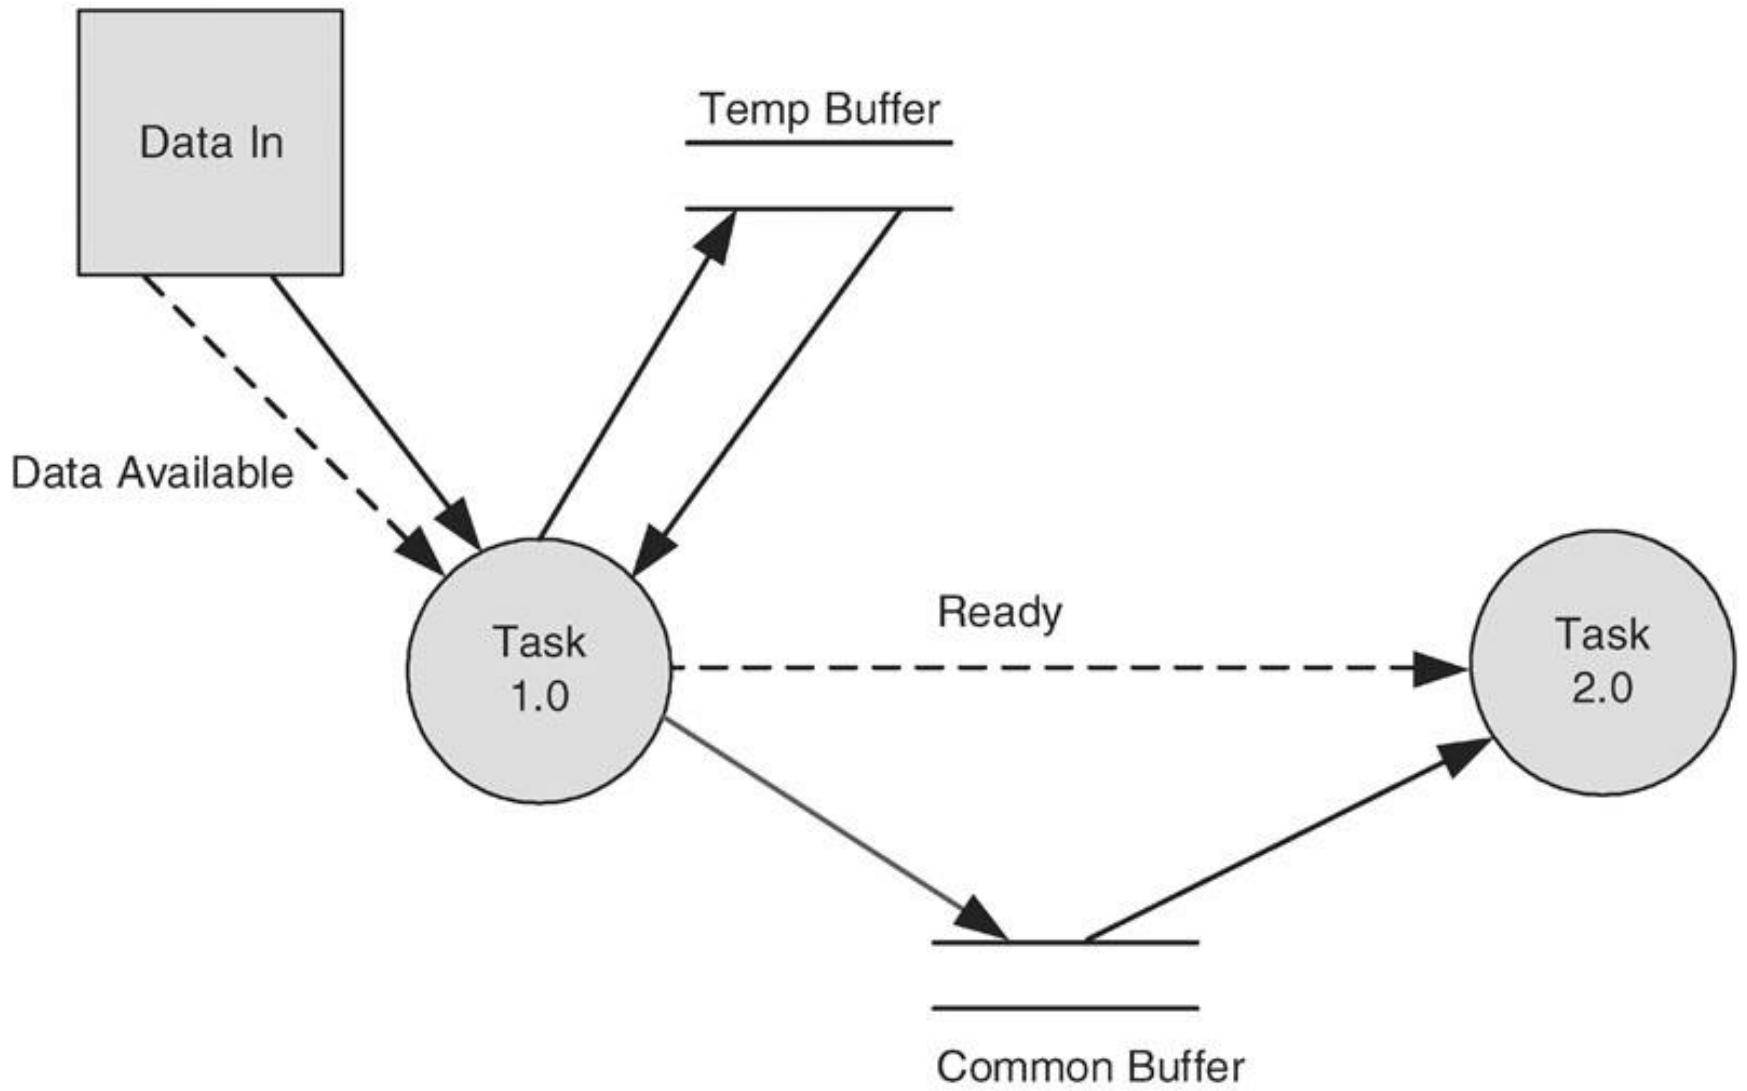 Data In
Temp Buffer
Data Available
Task
1.0
Ready
Task
2.0
Common Buffer